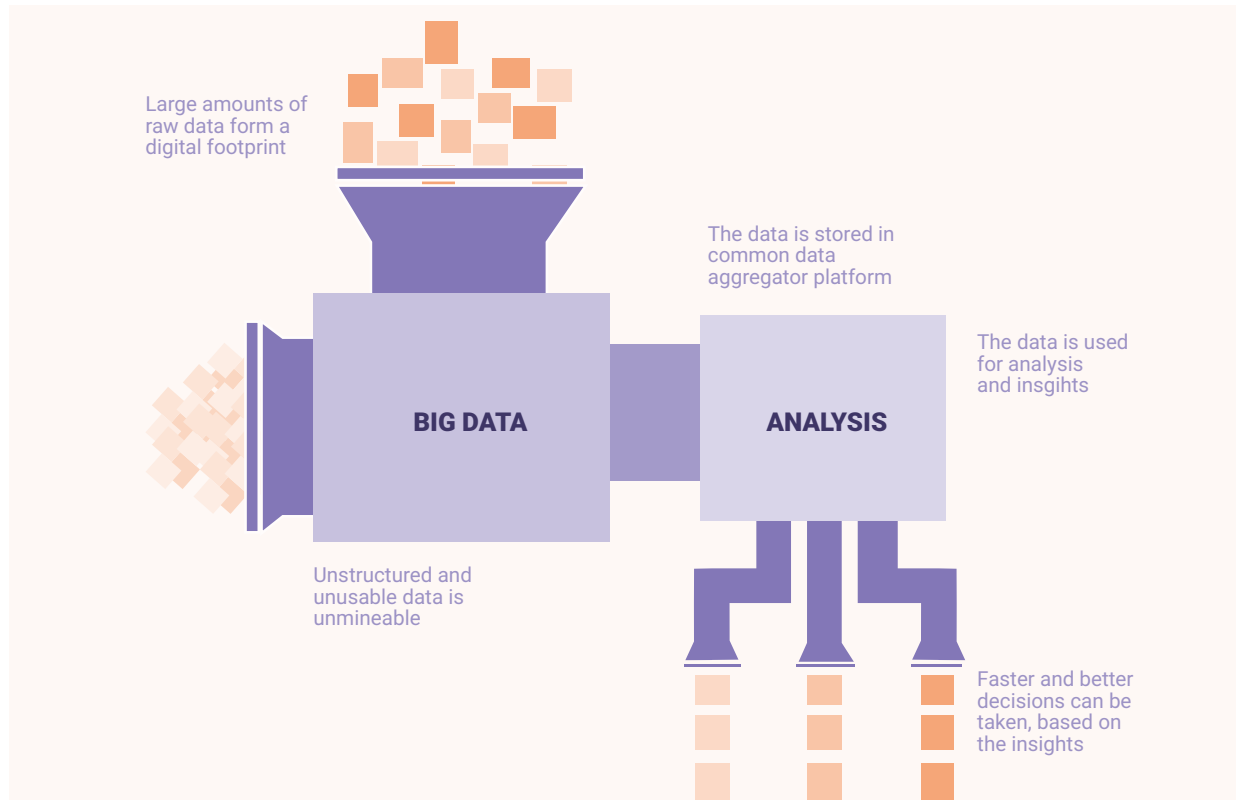 Large amounts of
raw data form a
digital footprint
The data is stored in
common data
aggregator platform
The data is used
for analysis
and insgihts
BIG DATA
ANALYSIS
Unstructured and
unusable data is
unmineable
Faster and better
decisions can be
taken, based on
the insights